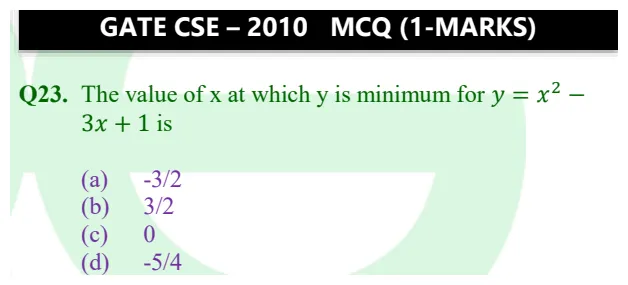 GATE CSE – 2010 MCQ (1-MARKS)
Q23. The value of x at which y is minimum for y = x² −
3x + 1 is
(a) -3/2
(b) 3/2
(c) 0
(d) -5/4